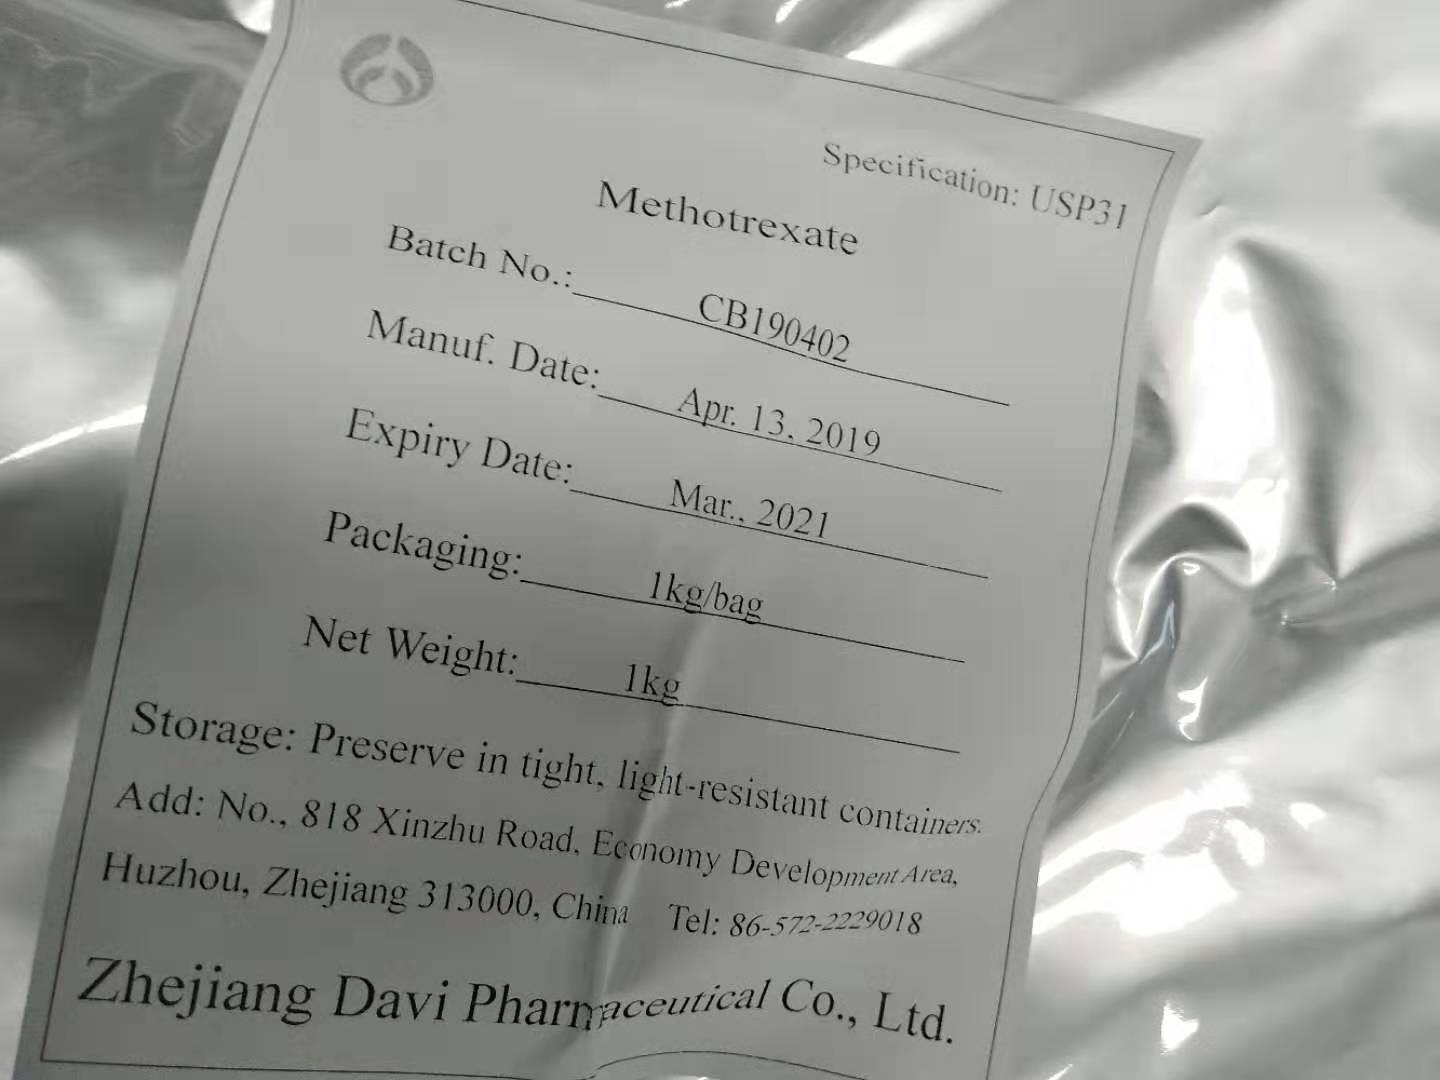 Specification: USP31
Methotrexate
Batch No.: CB190402
Manuf. Date: Apr. 13, 2019
Expiry Date: Mar., 2021
Packaging: 1kg/bag
Net Weight: 1kg
Storage: Preserve in tight, light-resistant containers.
Add: No., 818 Xinzhu Road, Economy Development Area,
Huzhou, Zhejiang 313000, China Tel: 86-572-2229018
Zhejiang Davi Pharmaceutical Co., Ltd.